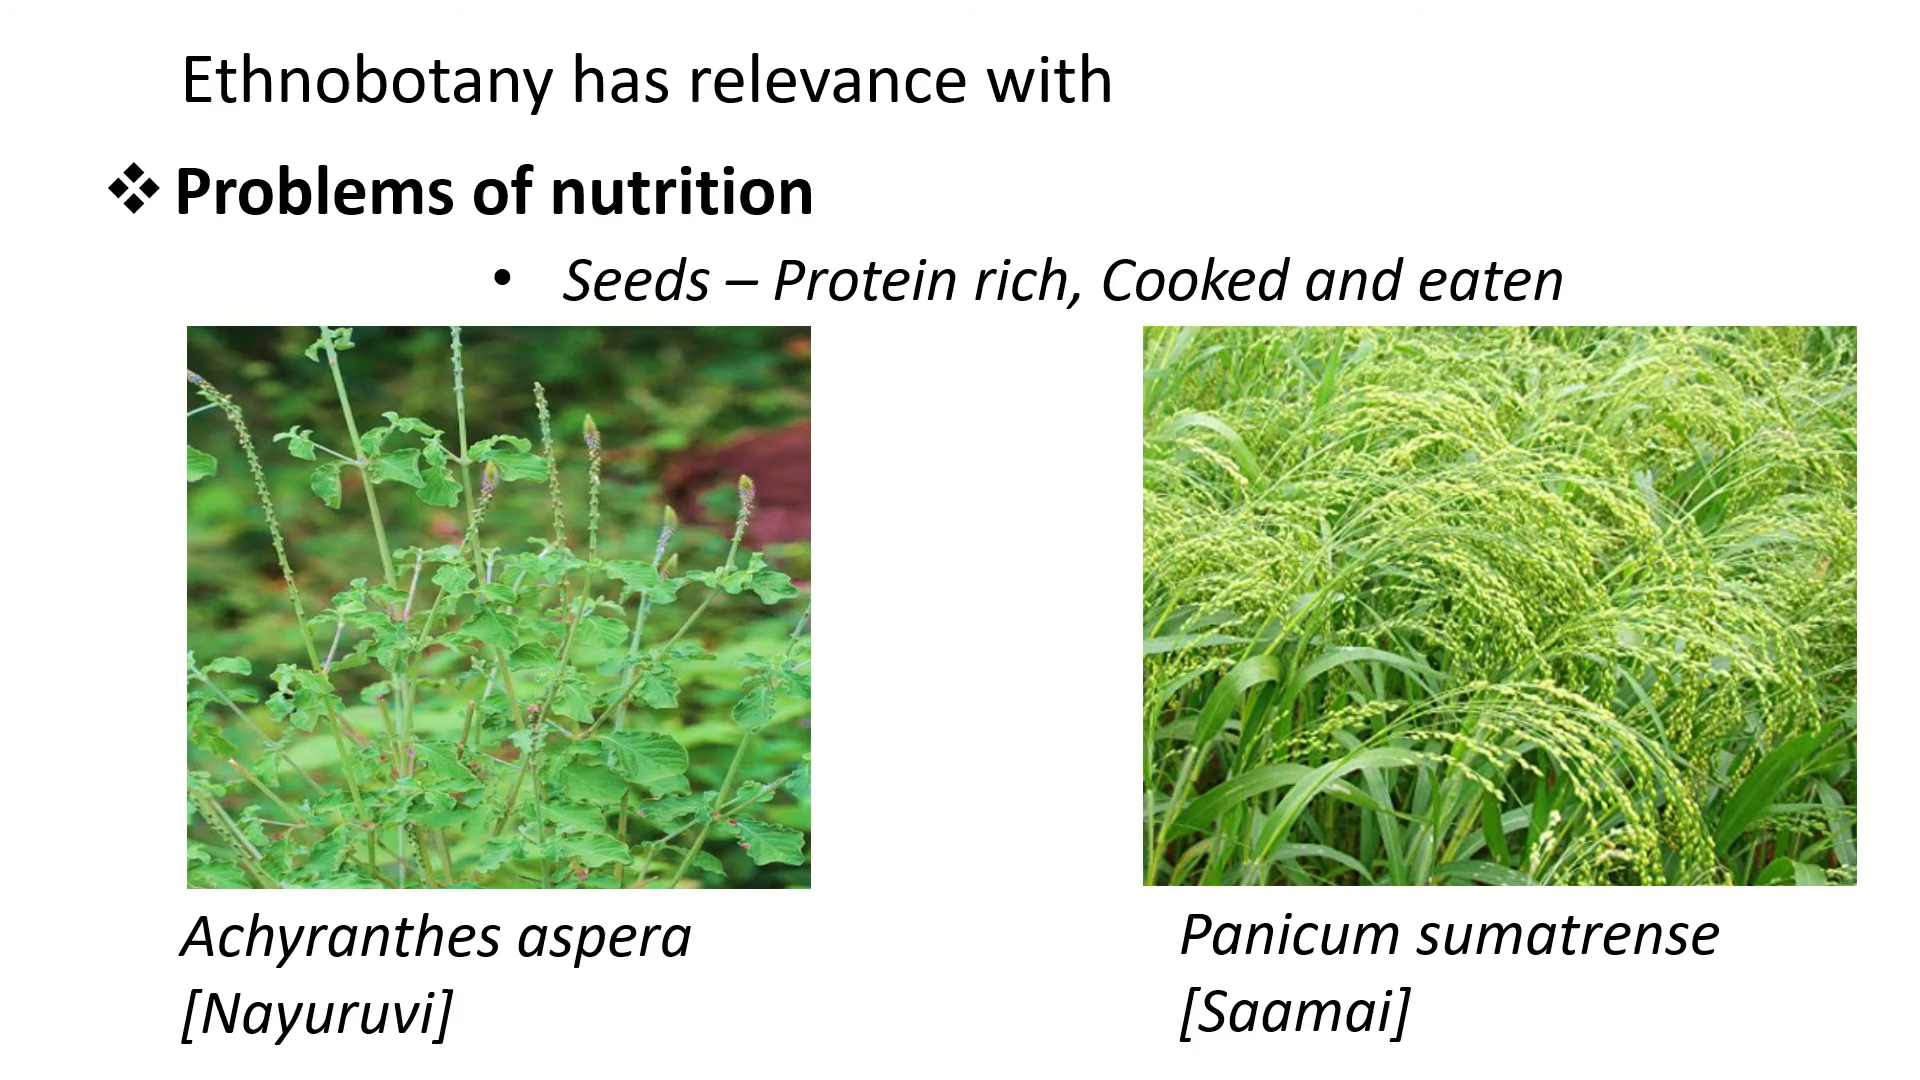 Ethnobotany has relevance with
❖ Problems of nutrition
• Seeds – Protein rich, Cooked and eaten
Achyranthes aspera
[Nayuruvi]
Panicum sumatrense
[Saamai]